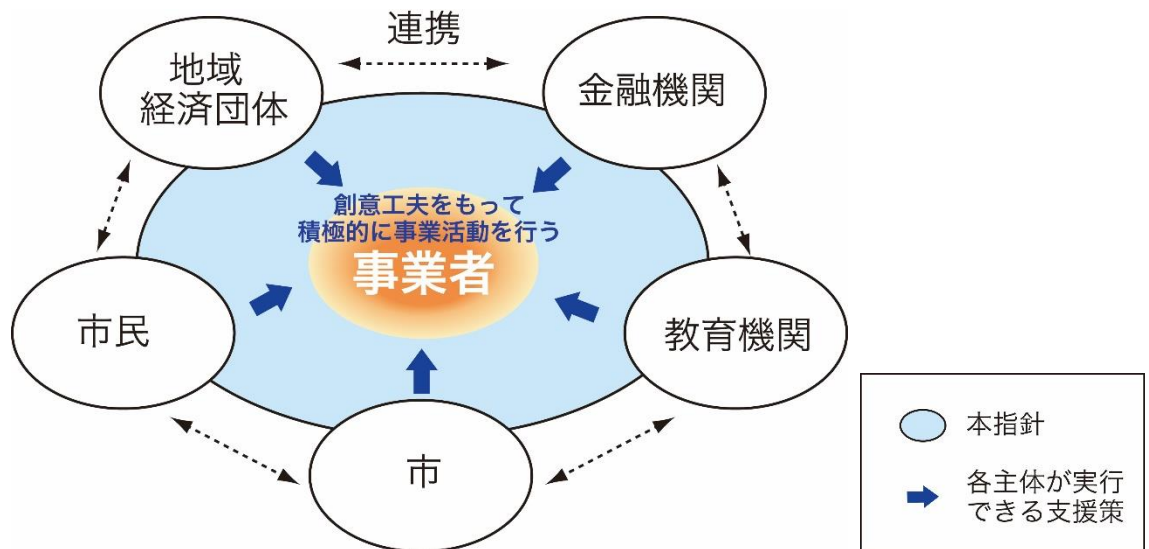 連携
地域
経済団体
金融機関
創意工夫をもって
積極的に事業活動を行う
事業者
市民
教育機関
市
本指針
各主体が実行
できる支援策